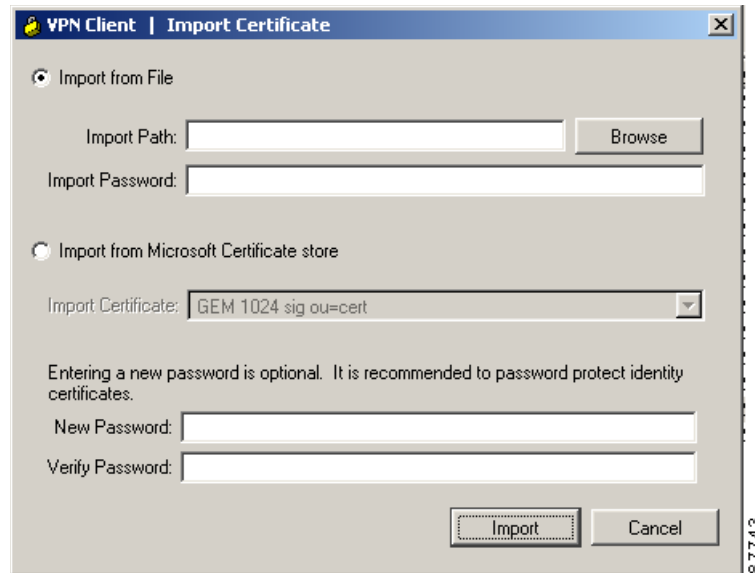 VPN Client | Import Certificate
Import from File
Import Path:
Browse
Import Password:
Import from Microsoft Certificate store
Import Certificate:
GEM 1024 sig ou=cert
Entering a new password is optional. It is recommended to password protect identity
certificates.
New Password:
Verify Password:
Import
Cancel